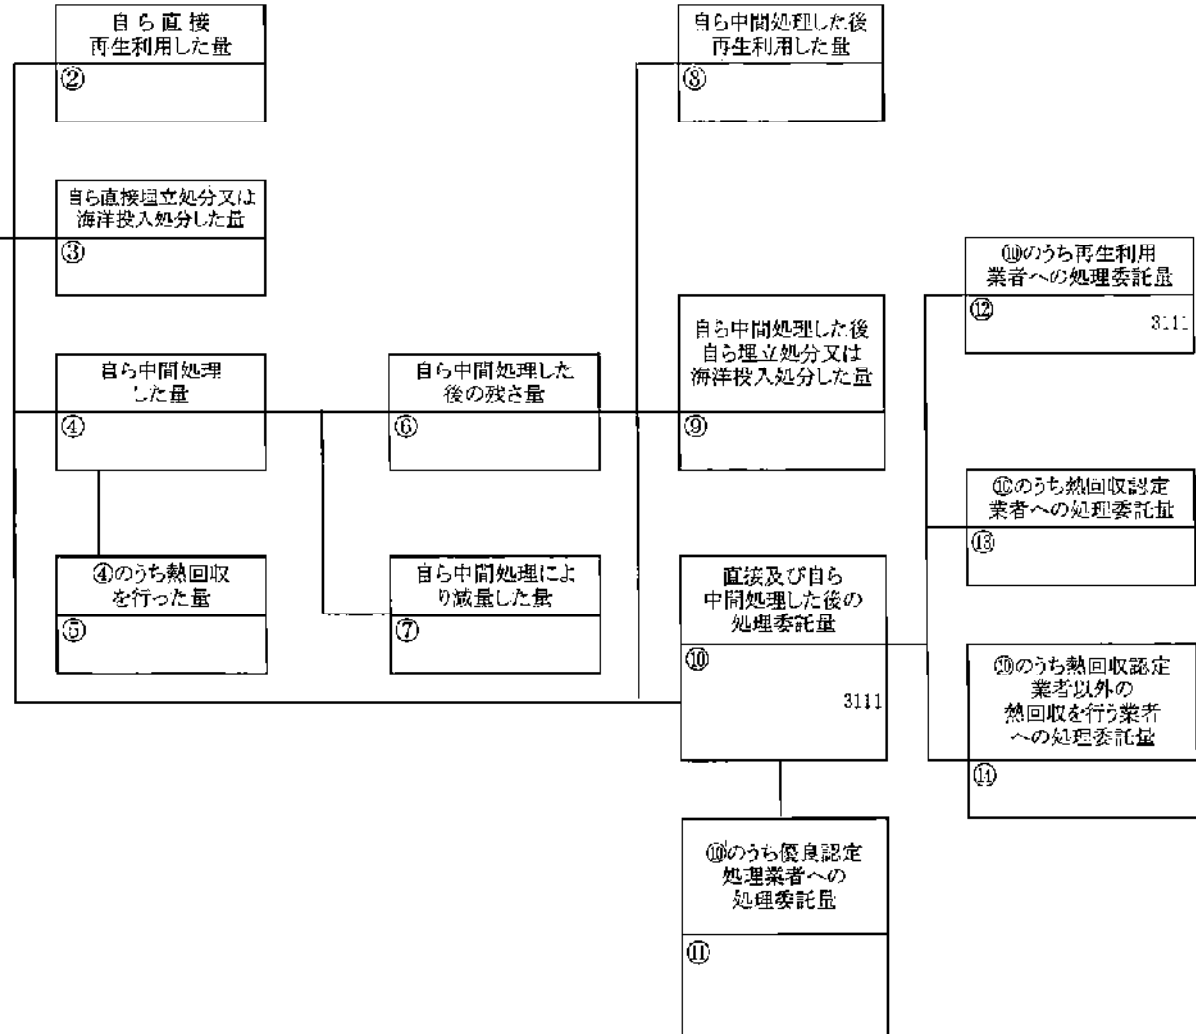 自ら直接
再生利用した量
②
自ら直接埋立処分又は
海洋投入処分した量
③
自ら中間処理
した量
④
④のうち熱回収
を行った量
⑤
自ら中間処理した
後の残さ量
⑥
自ら中間処理によ
り減量した量
⑦
自ら中間処理した後
再生利用した量
⑧
自ら中間処理した後
自ら埋立処分又は
海洋投入処分した量
⑨
直接及び自ら
中間処理した後の
処理委託量
⑩
3111
⑩のうち優良認定
処理業者への
処理委託量
⑪
⑩のうち再生利用
業者への処理委託量
⑫
3111
⑩のうち熱回収認定
業者への処理委託量
⑬
⑩のうち熱回収認定
業者以外の
熱回収を行う業者
への処理委託量
⑭